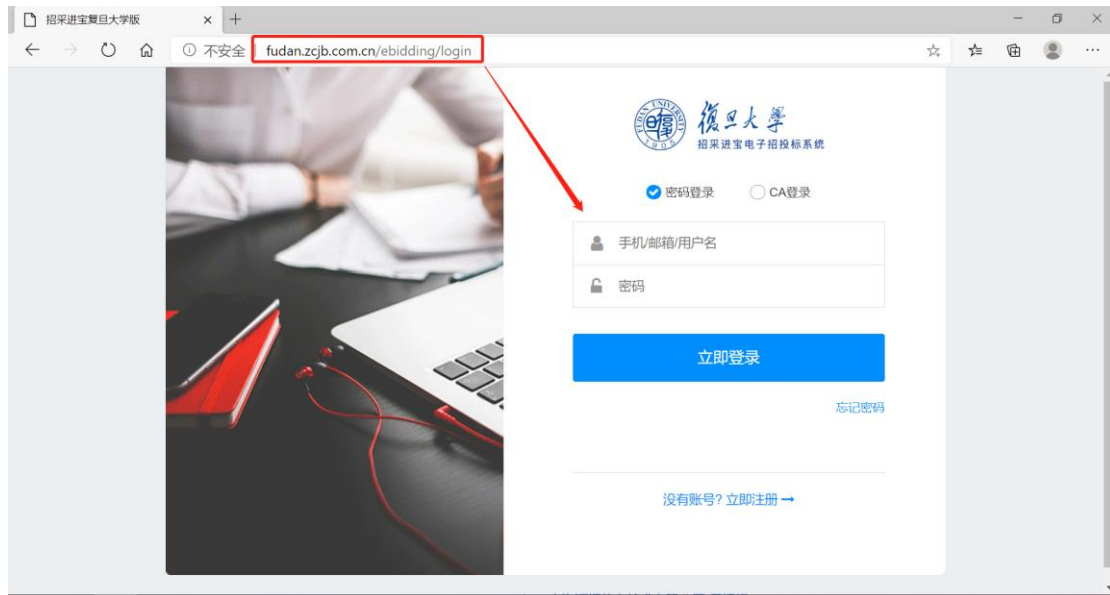 招采进宝复旦大学版
不安全 fudan.zcjb.com.cn/ebidding/login
FUDAN UNIVERSITY
1905
復旦大學
招采进宝电子招投标系统
密码登录 CA登录
手机/邮箱/用户名
密码
立即登录
忘记密码
没有账号? 立即注册